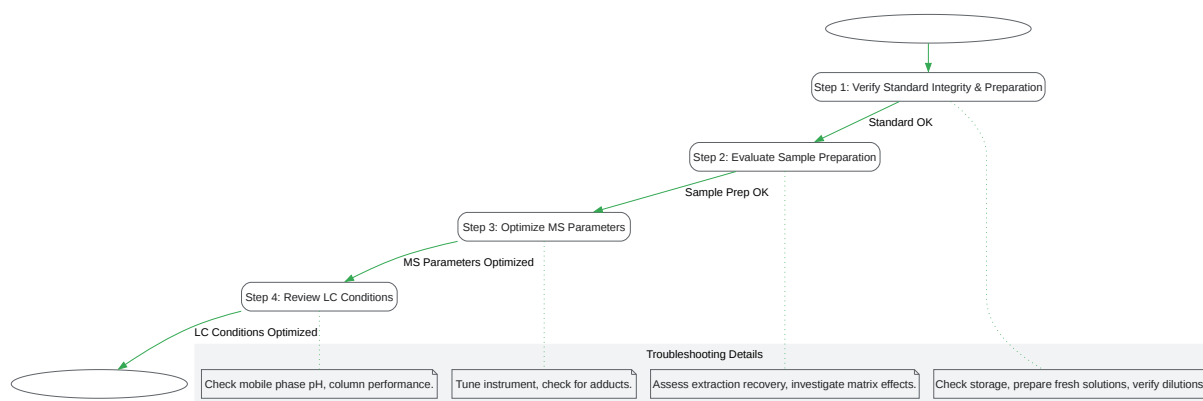 Step 1: Verify Standard Integrity & Preparation
Standard OK
Step 2: Evaluate Sample Preparation
Sample Prep OK
Step 3: Optimize MS Parameters
MS Parameters Optimized
Step 4: Review LC Conditions
LC Conditions Optimized
Troubleshooting Details
Check mobile phase pH, column performance.
Tune instrument, check for adducts.
Assess extraction recovery, investigate matrix effects.
Check storage, prepare fresh solutions, verify dilutions